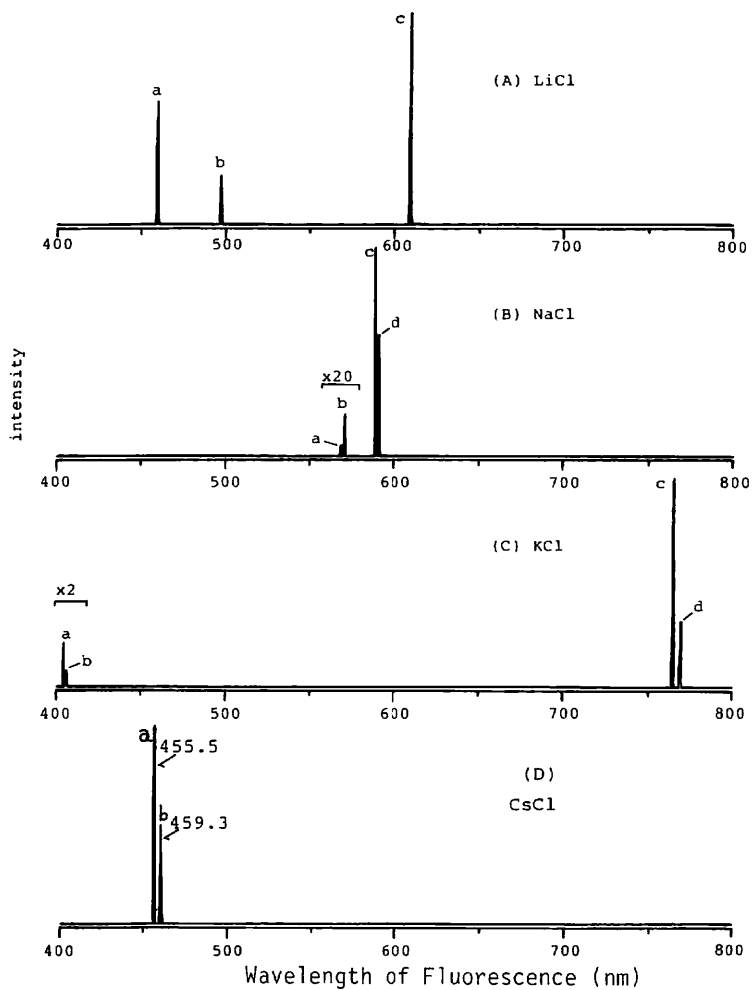 c
a
(A) LiCl
b
400 500 600 700 800
c
(B) NaCl
d
x20
b
a
400 500 600 700 800
intensity
c
(C) KCl
x2
a
b
d
400 500 600 700 800
a
455.5
(D)
CsCl
b
459.3
400 500 600 700 800
Wavelength of Fluorescence (nm)